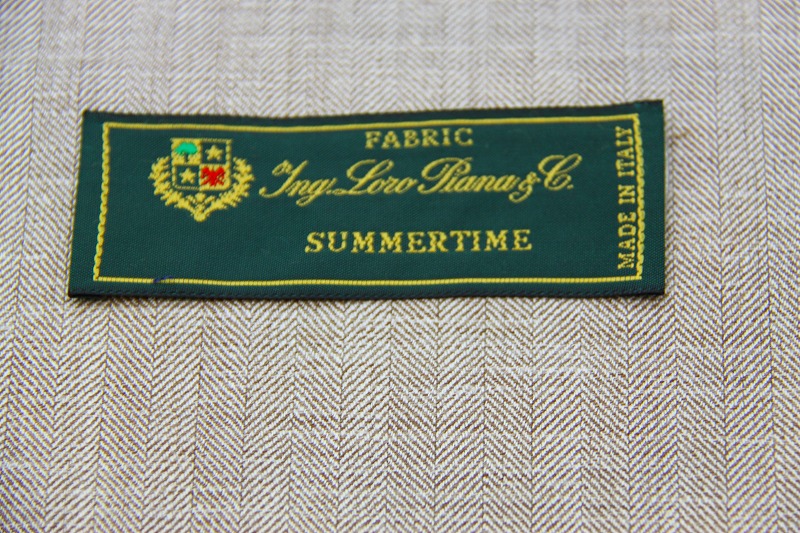 FABRIC
Ing. Loro Piana & C.
SUMMERTIME
MADE IN ITALY